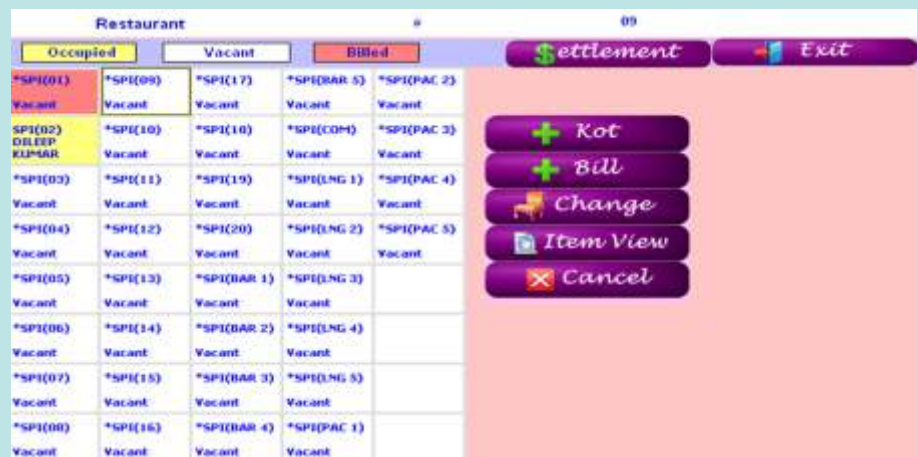 Restaurant # 09
Occupied Vacant Billed $ettlement Exit
*SPI(01) *SPI(09) *SPI(17) *SPI(BAR 5) *SPI(PAC 2)
Vacant Vacant Vacant Vacant Vacant
SPI(02) *SPI(10) *SPI(18) *SPI(COM) *SPI(PAC 3)
DILEEP
KUMAR Vacant Vacant Vacant Vacant
*SPI(03) *SPI(11) *SPI(19) *SPI(LNG 1) *SPI(PAC 4)
Vacant Vacant Vacant Vacant Vacant
*SPI(04) *SPI(12) *SPI(20) *SPI(LNG 2) *SPI(PAC 5)
Vacant Vacant Vacant Vacant Vacant
*SPI(05) *SPI(13) *SPI(BAR 1) *SPI(LNG 3)
Vacant Vacant Vacant Vacant
*SPI(06) *SPI(14) *SPI(BAR 2) *SPI(LNG 4)
Vacant Vacant Vacant Vacant
*SPI(07) *SPI(15) *SPI(BAR 3) *SPI(LNG 5)
Vacant Vacant Vacant Vacant
*SPI(08) *SPI(16) *SPI(BAR 4) *SPI(PAC 1)
Vacant Vacant Vacant Vacant
Kot
Bill
Change
Item View
Cancel